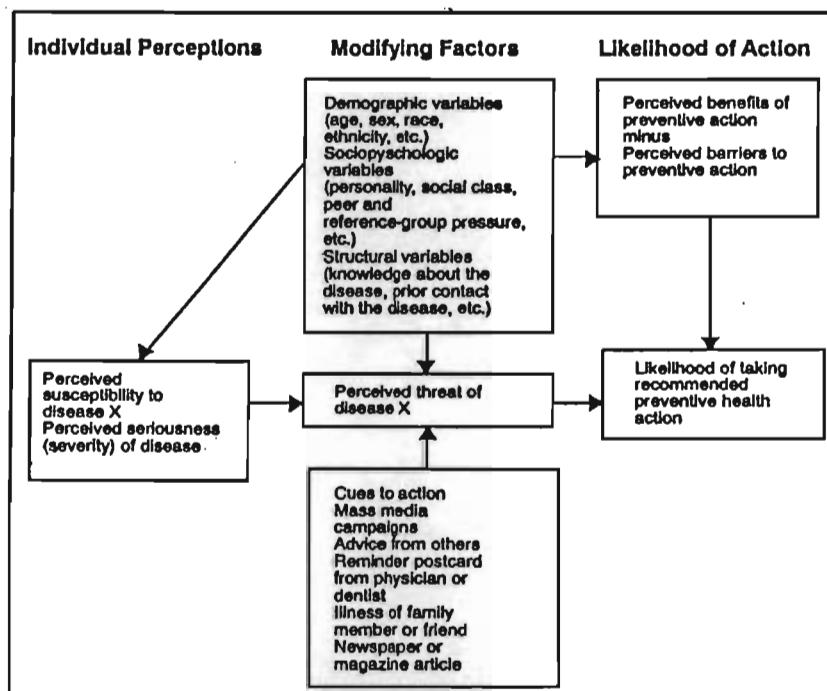 Individual Perceptions
Modifying Factors
Likelihood of Action
Demographic variables
(age, sex, race,
ethnicity, etc.)
Sociopyschologic
variables
(personality, social class,
peer and
reference-group pressure,
etc.)
Structural variables
(knowledge about the
disease, prior contact
with the disease, etc.)
Perceived benefits of
preventive action
minus
Perceived barriers to
preventive action
Perceived
susceptibility to
disease X
Perceived seriousness
(severity) of disease
Perceived threat of
disease X
Likelihood of taking
recommended
preventive health
action
Cues to action
Mass media
campaigns
Advice from others
Reminder postcard
from physician or
dentist
Illness of family
member or friend
Newspaper or
magazine article